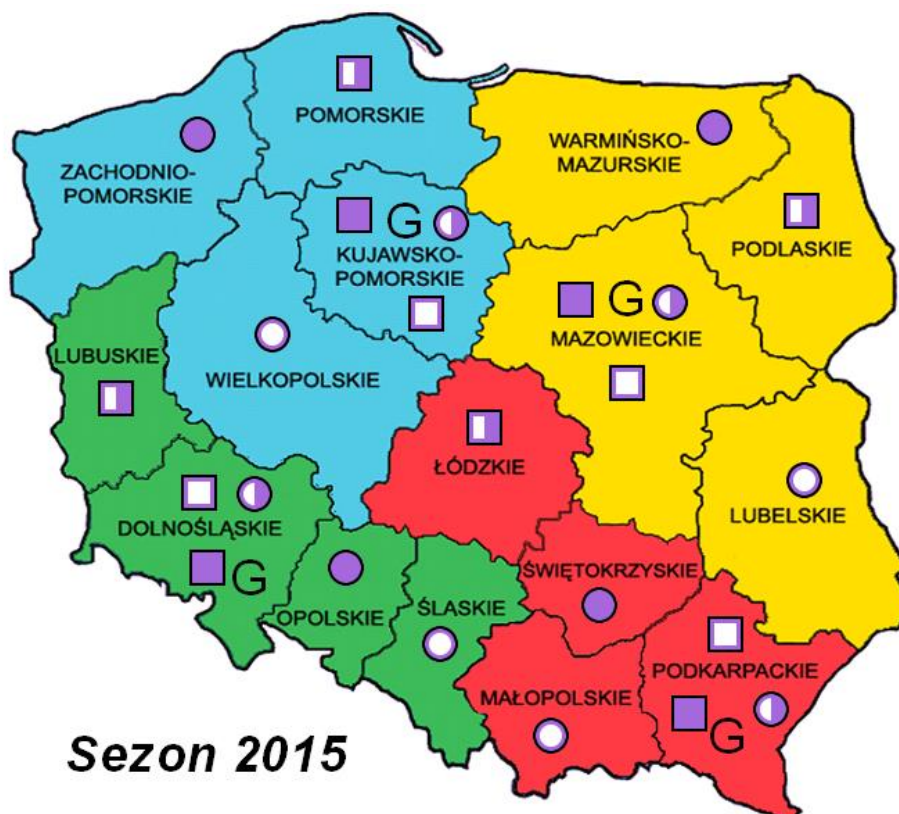 POMORSKIE
ZACHODNIO-
POMORSKIE
WARMIŃSKO-
MAZURSKIE
G
KUJAWSKO-
POMORSKIE
PODLASKIE
G
MAZOWIECKIE
LUBUSKIE
WIELKOPOLSKIE
ŁÓDZKIE
LUBELSKIE
DOLNOŚLĄSKIE
G
OPOLSKIE
ŚLĄSKIE
ŚWIĘTOKRZYSKIE
MAŁOPOLSKIE
PODKARPACKIE
G
Sezon 2015